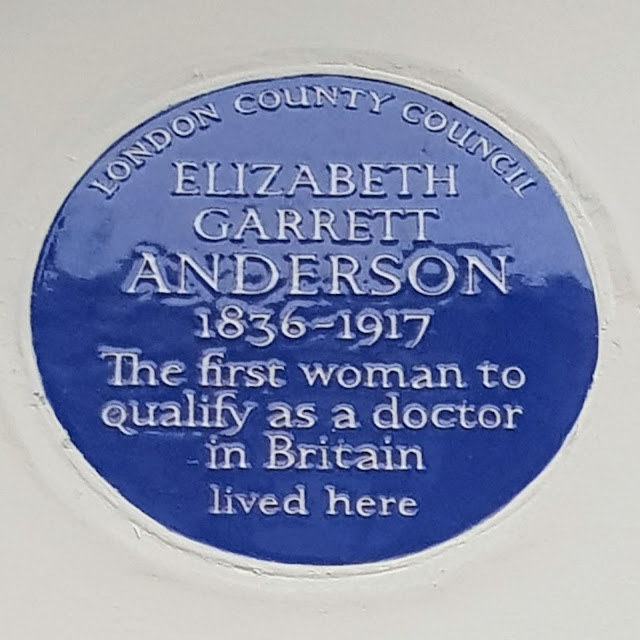 LONDON COUNTY COUNCIL
ELIZABETH
GARRETT
ANDERSON
1836-1917
The first woman to
qualify as a doctor
in Britain
lived here